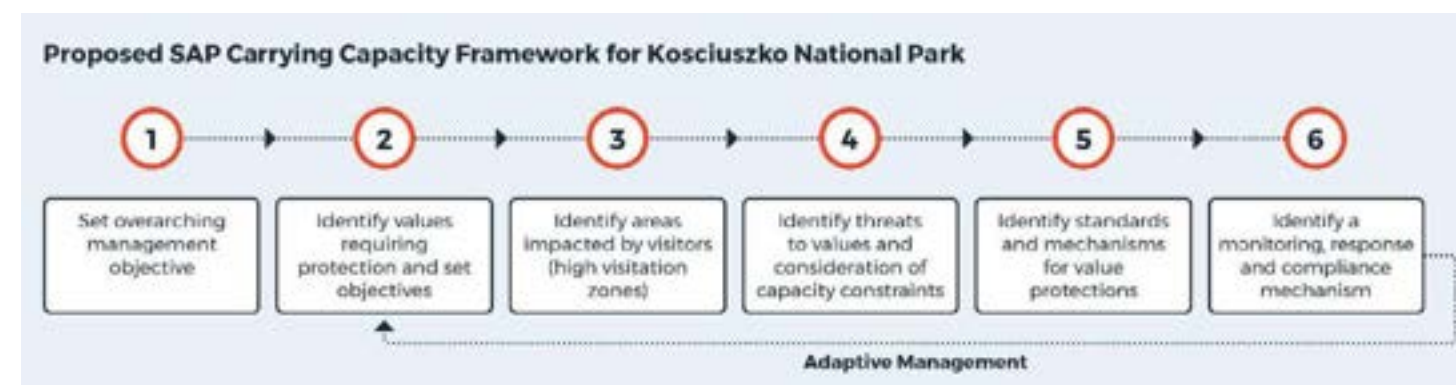 Proposed SAP Carrying Capacity Framework for Kosciuszko National Park
1
2
3
4
5
6
Set overarching
management
objective
Identify values
requiring
protection and set
objectives
Identify areas
impacted by visitors
(high visitation
zones)
Identify threats
to values and
consideration of
capacity constraints
Identify standards
and mechanisms
for value
protections
Identify a
monitoring, response
and compliance
mechanism
Adaptive Management